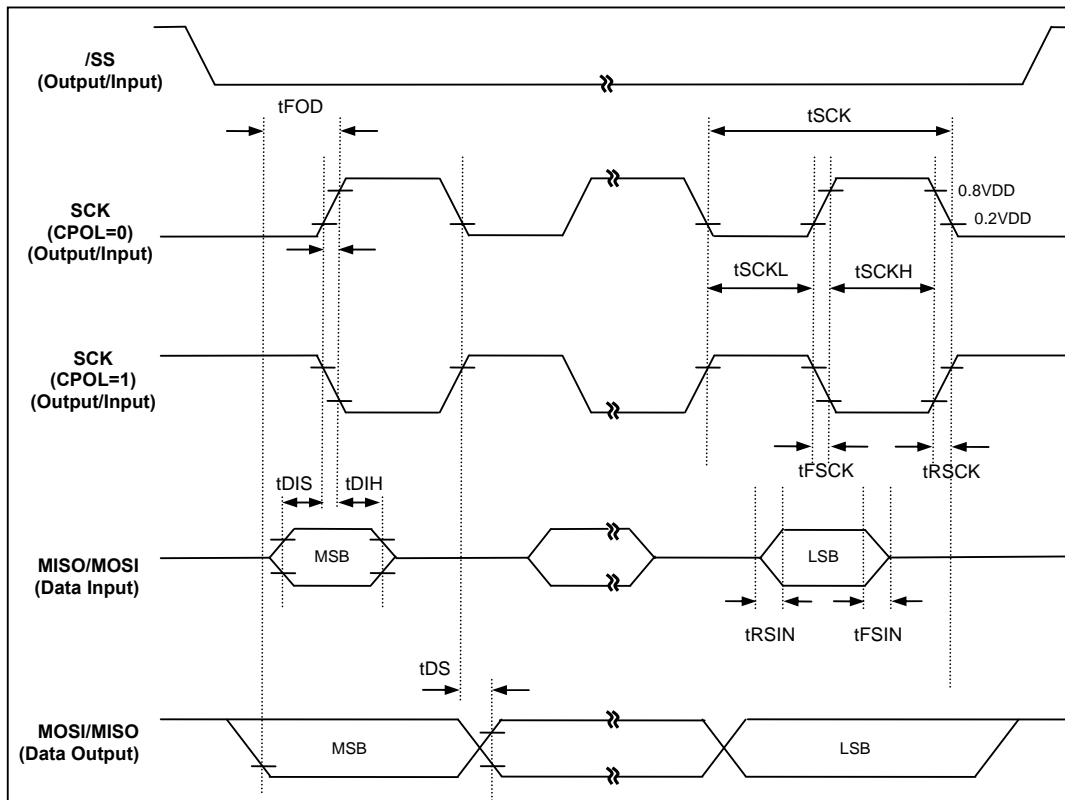 /SS
(Output/Input)
tFOD
tSCK
SCK
(CPOL=0)
(Output/Input)
0.8VDD
0.2VDD
tSCKL
tSCKH
SCK
(CPOL=1)
(Output/Input)
tFSCK
tRSCK
tDIS
tDIH
MISO/MOSI
(Data Input)
MSB
LSB
tRSIN
tFSIN
tDS
MOSI/MISO
(Data Output)
MSB
LSB